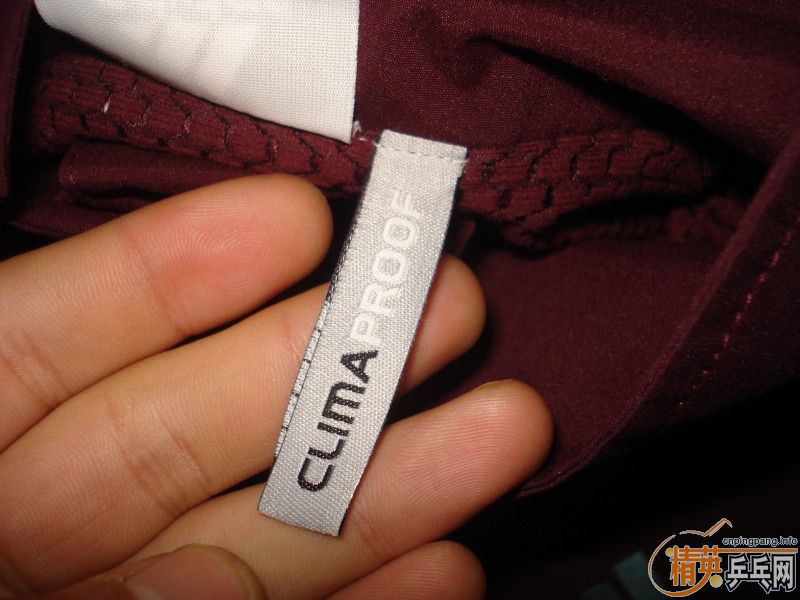 CLIMAPROOF
cnpingpang.info
精英乒乓网